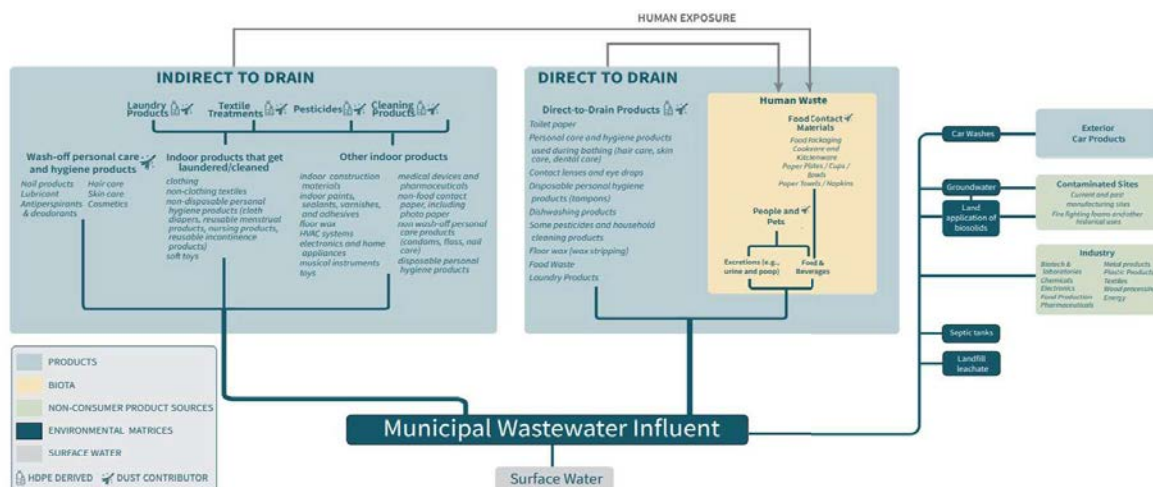 HUMAN EXPOSURE
INDIRECT TO DRAIN
Laundry
Products
Textile
Treatments
Pesticides
Cleaning
Products
Wash-off personal care
and hygiene products
Nail products
Lubricant
Antiperspirants
& deodorants
Hair care
Skin care
Cosmetics
Indoor products that get
laundered/cleaned
clothing
non-clothing textiles
non-disposable personal
hygiene products (cloth
diapers, reusable menstrual
products, nursing products,
reusable incontinence
products)
soft toys
Other indoor products
indoor construction
materials
indoor paints,
sealants, varnishes,
and adhesives
floor wax
HVAC systems
electronics and home
appliances
musical instruments
toys
medical devices and
pharmaceuticals
non-food contact
paper, including
photo paper
non wash-off personal
care products
(condoms, floss, nail
care)
disposable personal
hygiene products
DIRECT TO DRAIN
Direct-to-Drain Products
Toilet paper
Personal care and hygiene products
used during bathing (hair care, skin
care, dental care)
Contact lenses and eye drops
Disposable personal hygiene
products (tampons)
Dishwashing products
Some pesticides and household
cleaning products
Floor wax (wax stripping)
Food Waste
Laundry Products
Human Waste
Food Contact
Materials
Food Packaging
Cookware and
Kitchenware
Paper Plates / Cups /
Bowls
Paper Towels / Napkins
People and
Pets
Excretions (e.g.,
urine and poop)
Food &
Beverages
Car Washes
Exterior
Car Products
Groundwater
Land
application of
biosolids
Contaminated Sites
Current and past
manufacturing sites
Fire fighting foams and other
historical uses
Industry
Biotech &
laboratories
Chemicals
Electronics
Food Production
Pharmaceuticals
Metal products
Plastic Products
Textiles
Wood processing
Energy
Septic tanks
Landfill
leachate
PRODUCTS
BIOTA
NON-CONSUMER PRODUCT SOURCES
ENVIRONMENTAL MATRICES
SURFACE WATER
HDPE DERIVED
DUST CONTRIBUTOR
Municipal Wastewater Influent
Surface Water